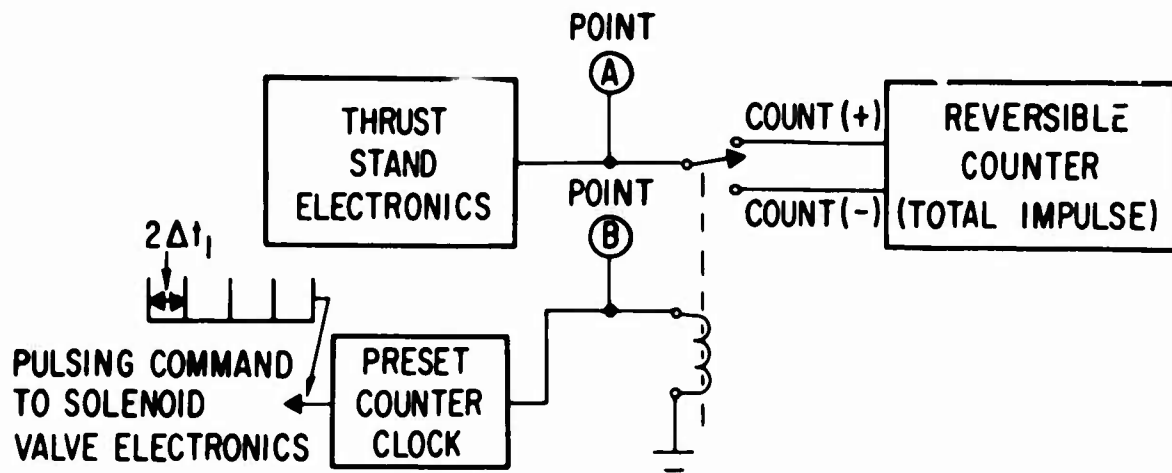 POINT
A
THRUST
STAND
ELECTRONICS
COUNT (+)
COUNT (-)
REVERSIBLE
COUNTER
(TOTAL IMPULSE)
POINT
B
2Δt₁
PULSING COMMAND
TO SOLENOID
VALVE ELECTRONICS
PRESET
COUNTER
CLOCK